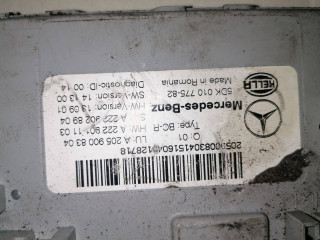 HELLA
5DK 010 775-82
Made in Romania
Mercedes-Benz
HW-Version: 13 09 01
SW-Version: 14 13 00
Diagnostic-ID: 00 14
Q: 01
Type: BC-R
LU A 205 900 83 04
HW A 222 901 11 03
S A 222 902 89 04